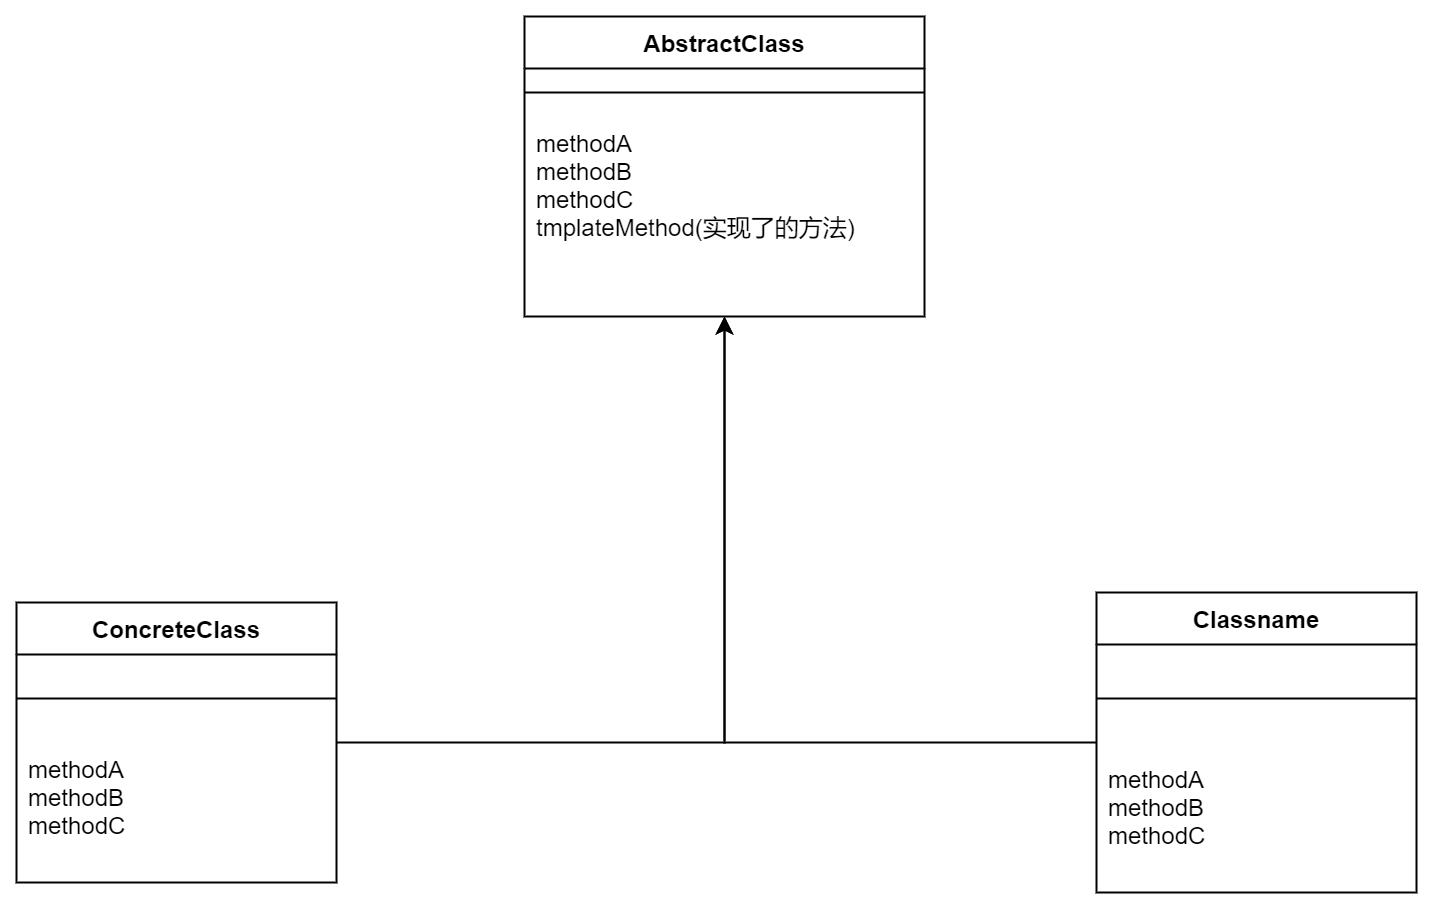 AbstractClass
methodA
methodB
methodC
tmplateMethod(实现了的方法)
ConcreteClass
methodA
methodB
methodC
Classname
methodA
methodB
methodC